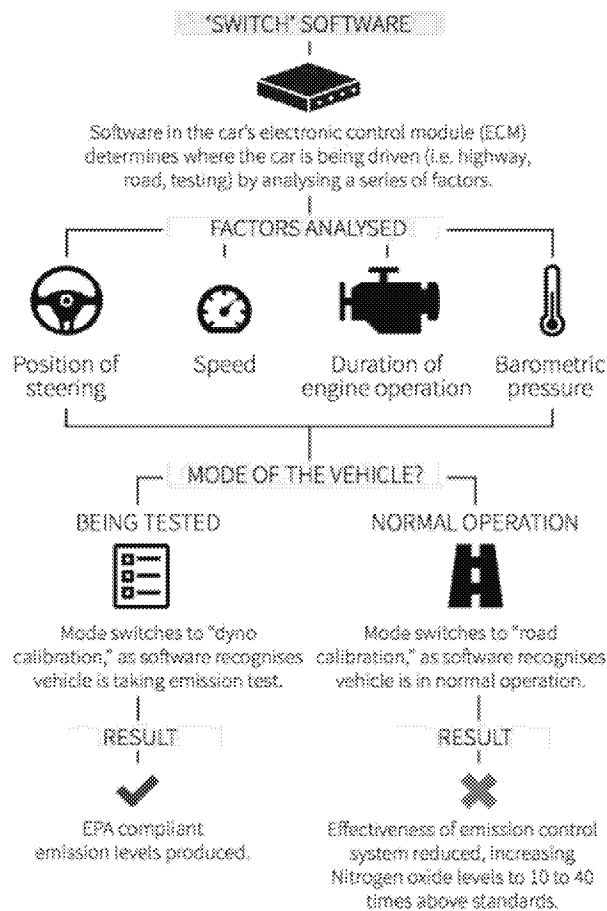 "SWITCH" SOFTWARE
Software in the car's electronic control module (ECM)
determines where the car is being driven (i.e. highway,
road, testing) by analysing a series of factors.
FACTORS ANALYSED
Position of
steering
Speed
Duration of
engine operation
Barometric
pressure
MODE OF THE VEHICLE?
BEING TESTED
Mode switches to "dyno
calibration," as software recognises
vehicle is taking emission test.
RESULT
EPA compliant
emission levels produced.
NORMAL OPERATION
Mode switches to "road
calibration," as software recognises
vehicle is in normal operation.
RESULT
Effectiveness of emission control
system reduced, increasing
Nitrogen oxide levels to 10 to 40
times above standards.